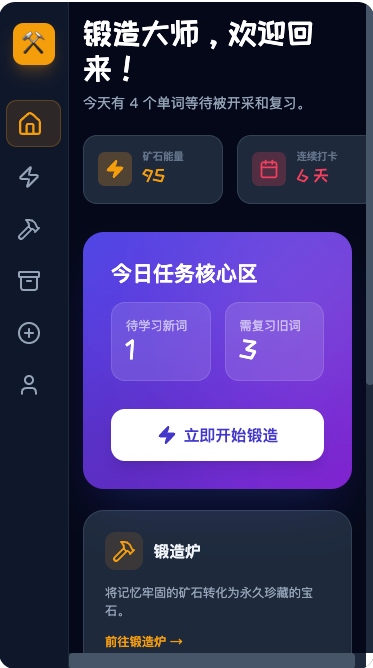 锻造大师，欢迎回
来！
今天有 4 个单词等待被开采和复习。
矿石能量
95
连续打卡
6 天
今日任务核心区
待学习新词
1
需复习旧词
3
立即开始锻造
锻造炉
将记忆牢固的矿石转化为永久珍藏的宝
石。
前往锻造炉 →